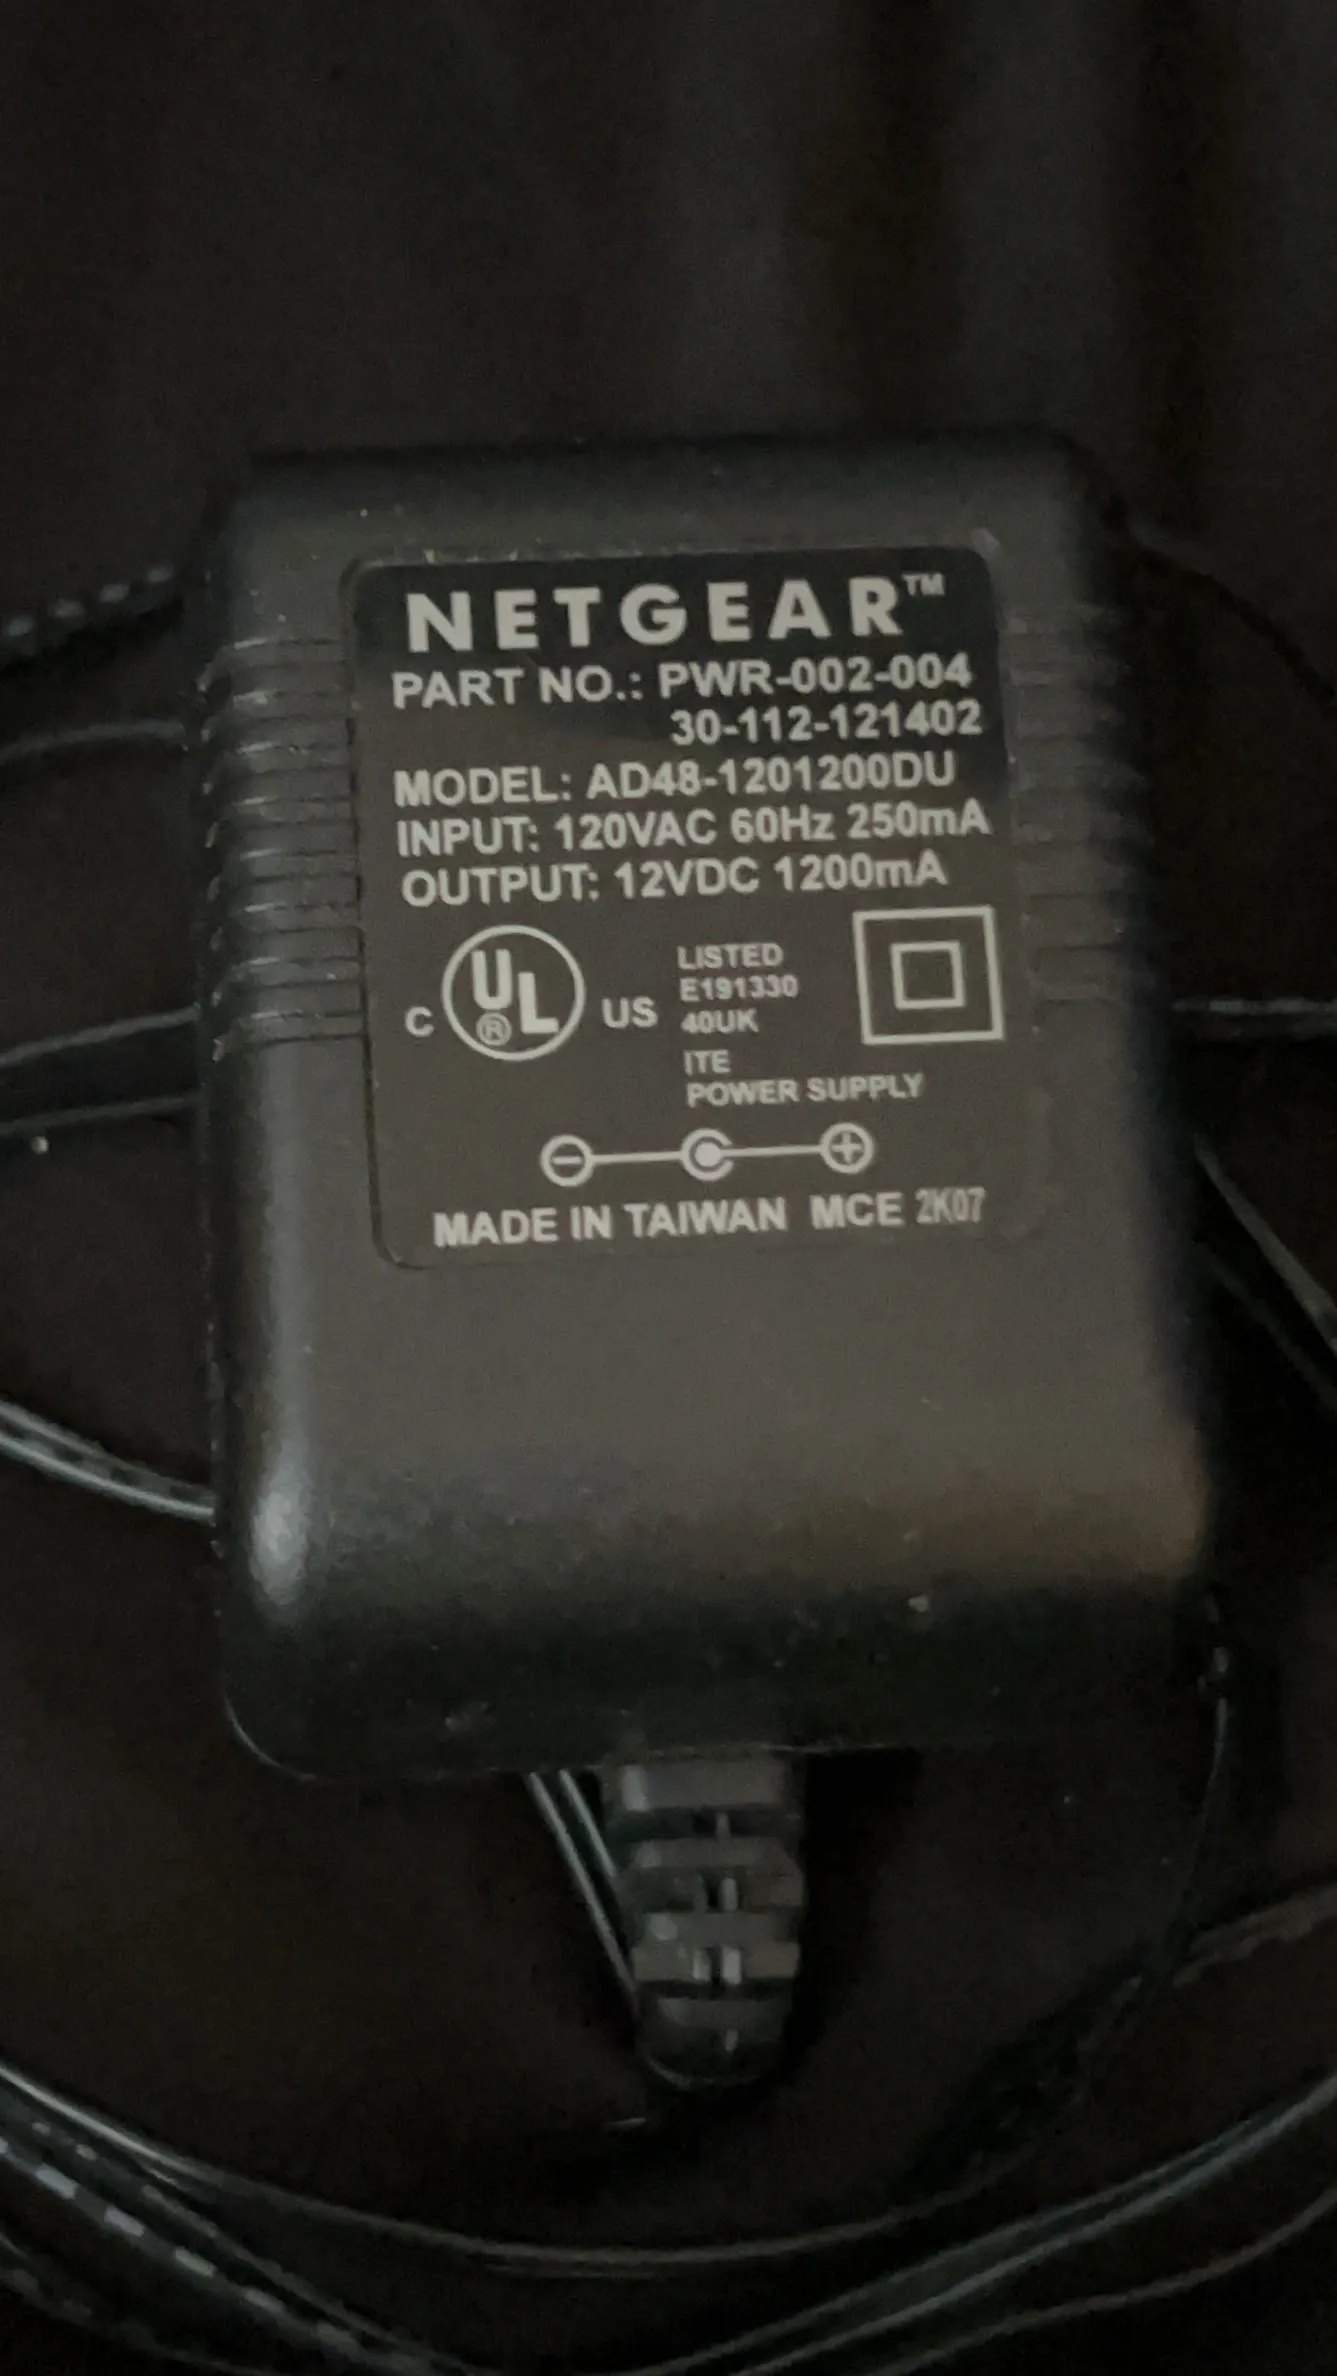 NETGEAR™
PART NO.: PWR-002-004
30-112-121402
MODEL: AD48-1201200DU
INPUT: 120VAC 60Hz 250mA
OUTPUT: 12VDC 1200mA
C UL® US
LISTED
E191330
40UK
ITE
POWER SUPPLY
MADE IN TAIWAN MCE 2K07